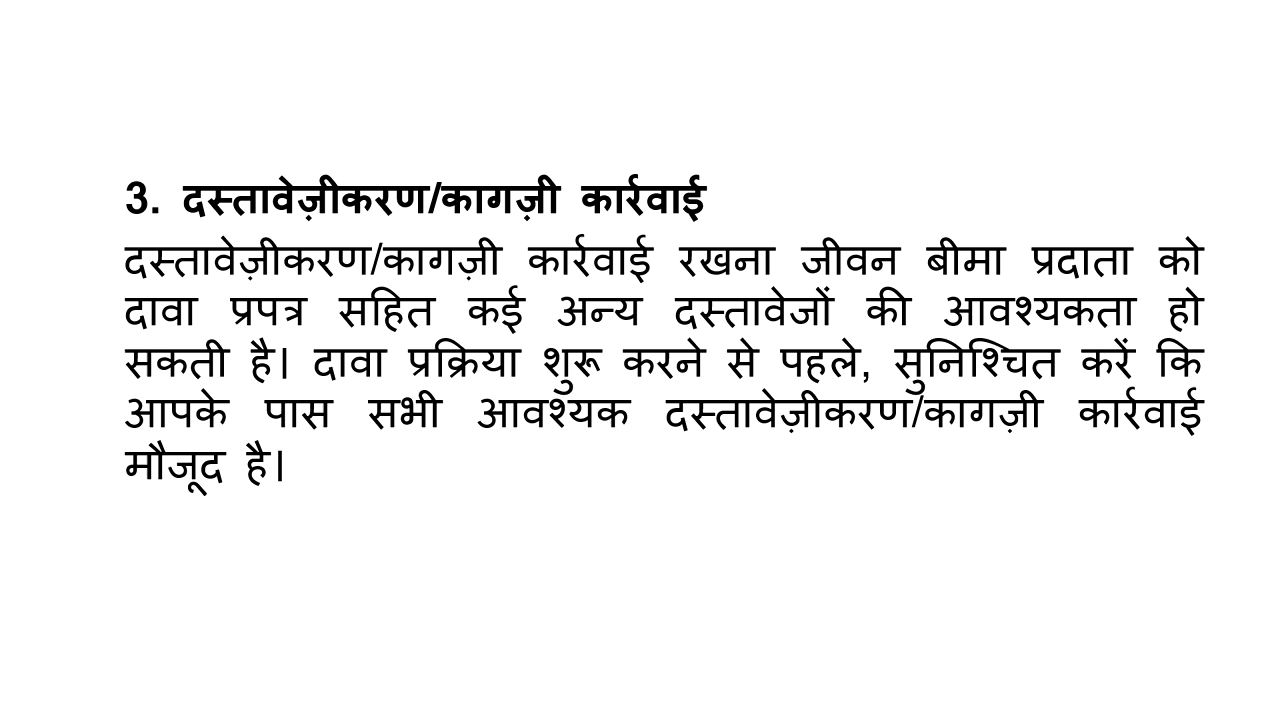 3. दस्तावेज़ीकरण/कागज़ी कार्रवाई
दस्तावेज़ीकरण/कागज़ी कार्रवाई रखना जीवन बीमा प्रदाता को
दावा प्रपत्र सहित कई अन्य दस्तावेजों की आवश्यकता हो
सकती है। दावा प्रक्रिया शुरू करने से पहले, सुनिश्चित करें कि
आपके पास सभी आवश्यक दस्तावेज़ीकरण/कागज़ी कार्रवाई
मौजूद है।